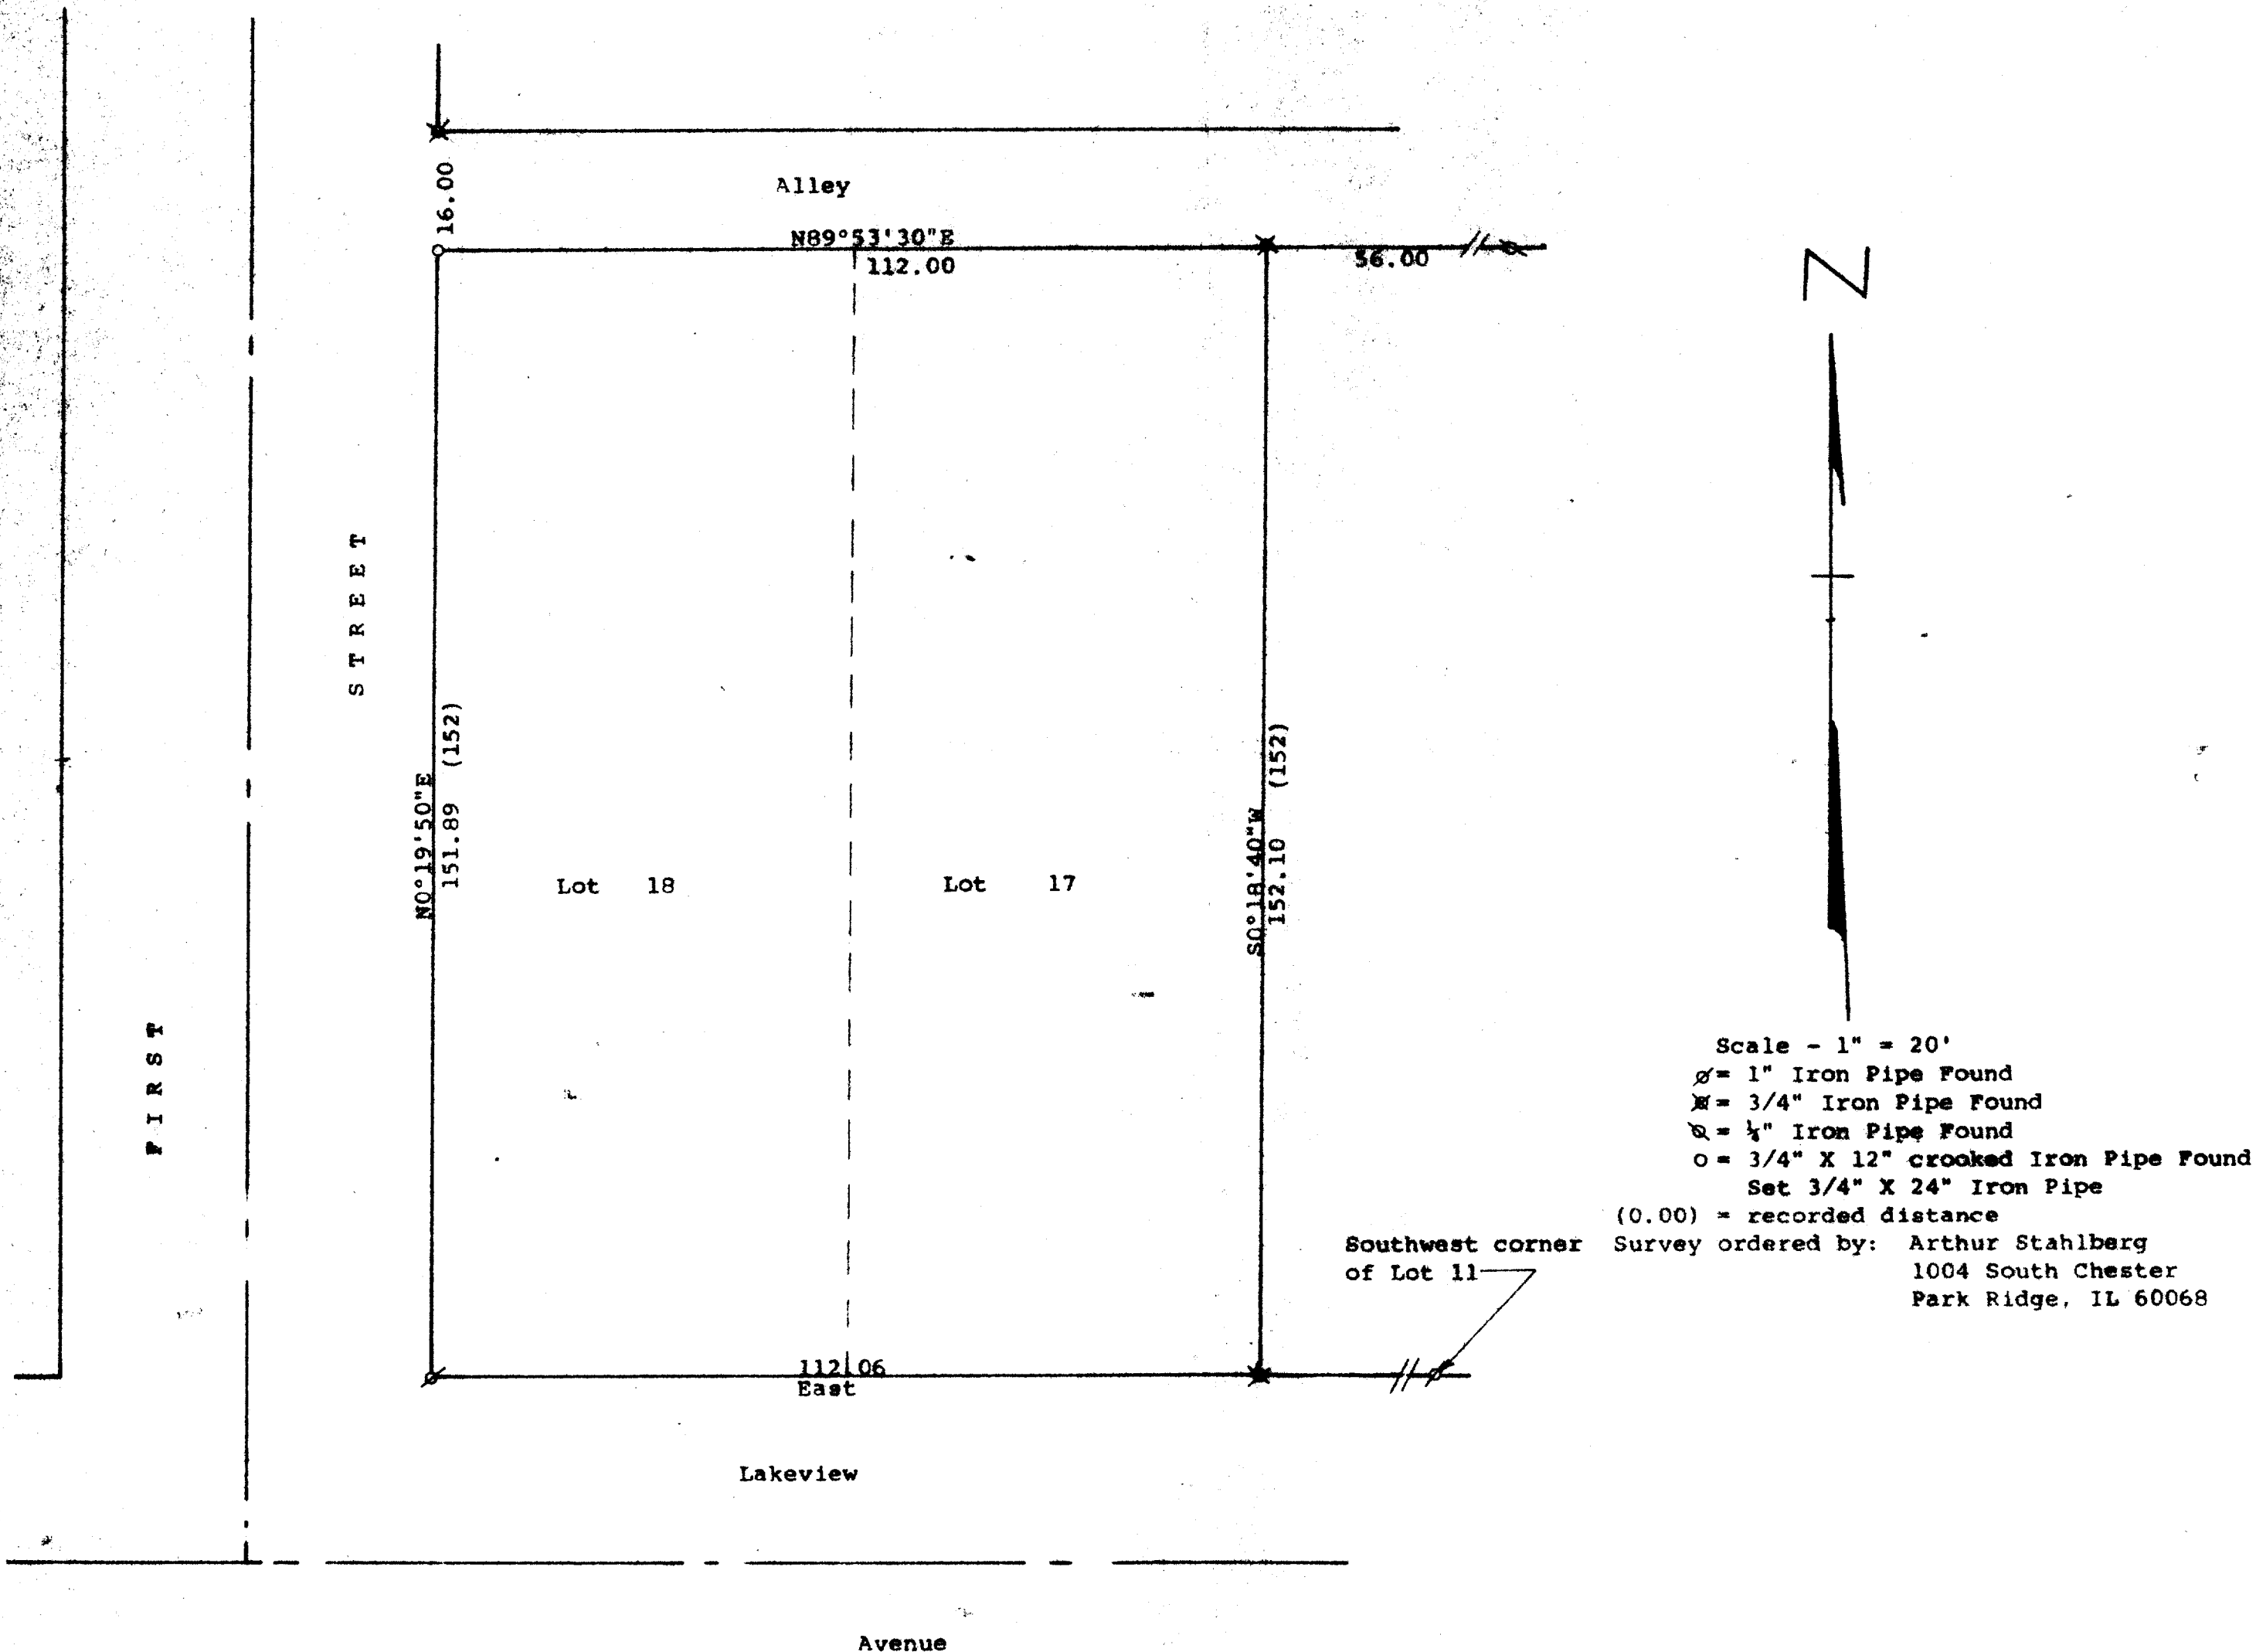 16.00
Alley
N89°53'30"E
112.00
56.00
N
STREET
FIRST
N0°19'50"E
151.89 (152)
S0°18'40"W
152.10 (152)
Lot 18
Lot 17
Scale - 1" = 20'
= 1" Iron Pipe Found
= 3/4" Iron Pipe Found
= " Iron Pipe Found
O = 3/4" X 12" crooked Iron Pipe Found
Set 3/4" X 24" Iron Pipe
(0.00) = recorded distance
Southwest corner
of Lot 11
Survey ordered by: Arthur Stahlberg
1004 South Chester
Park Ridge, IL 60068
112.06
East
Lakeview
Avenue